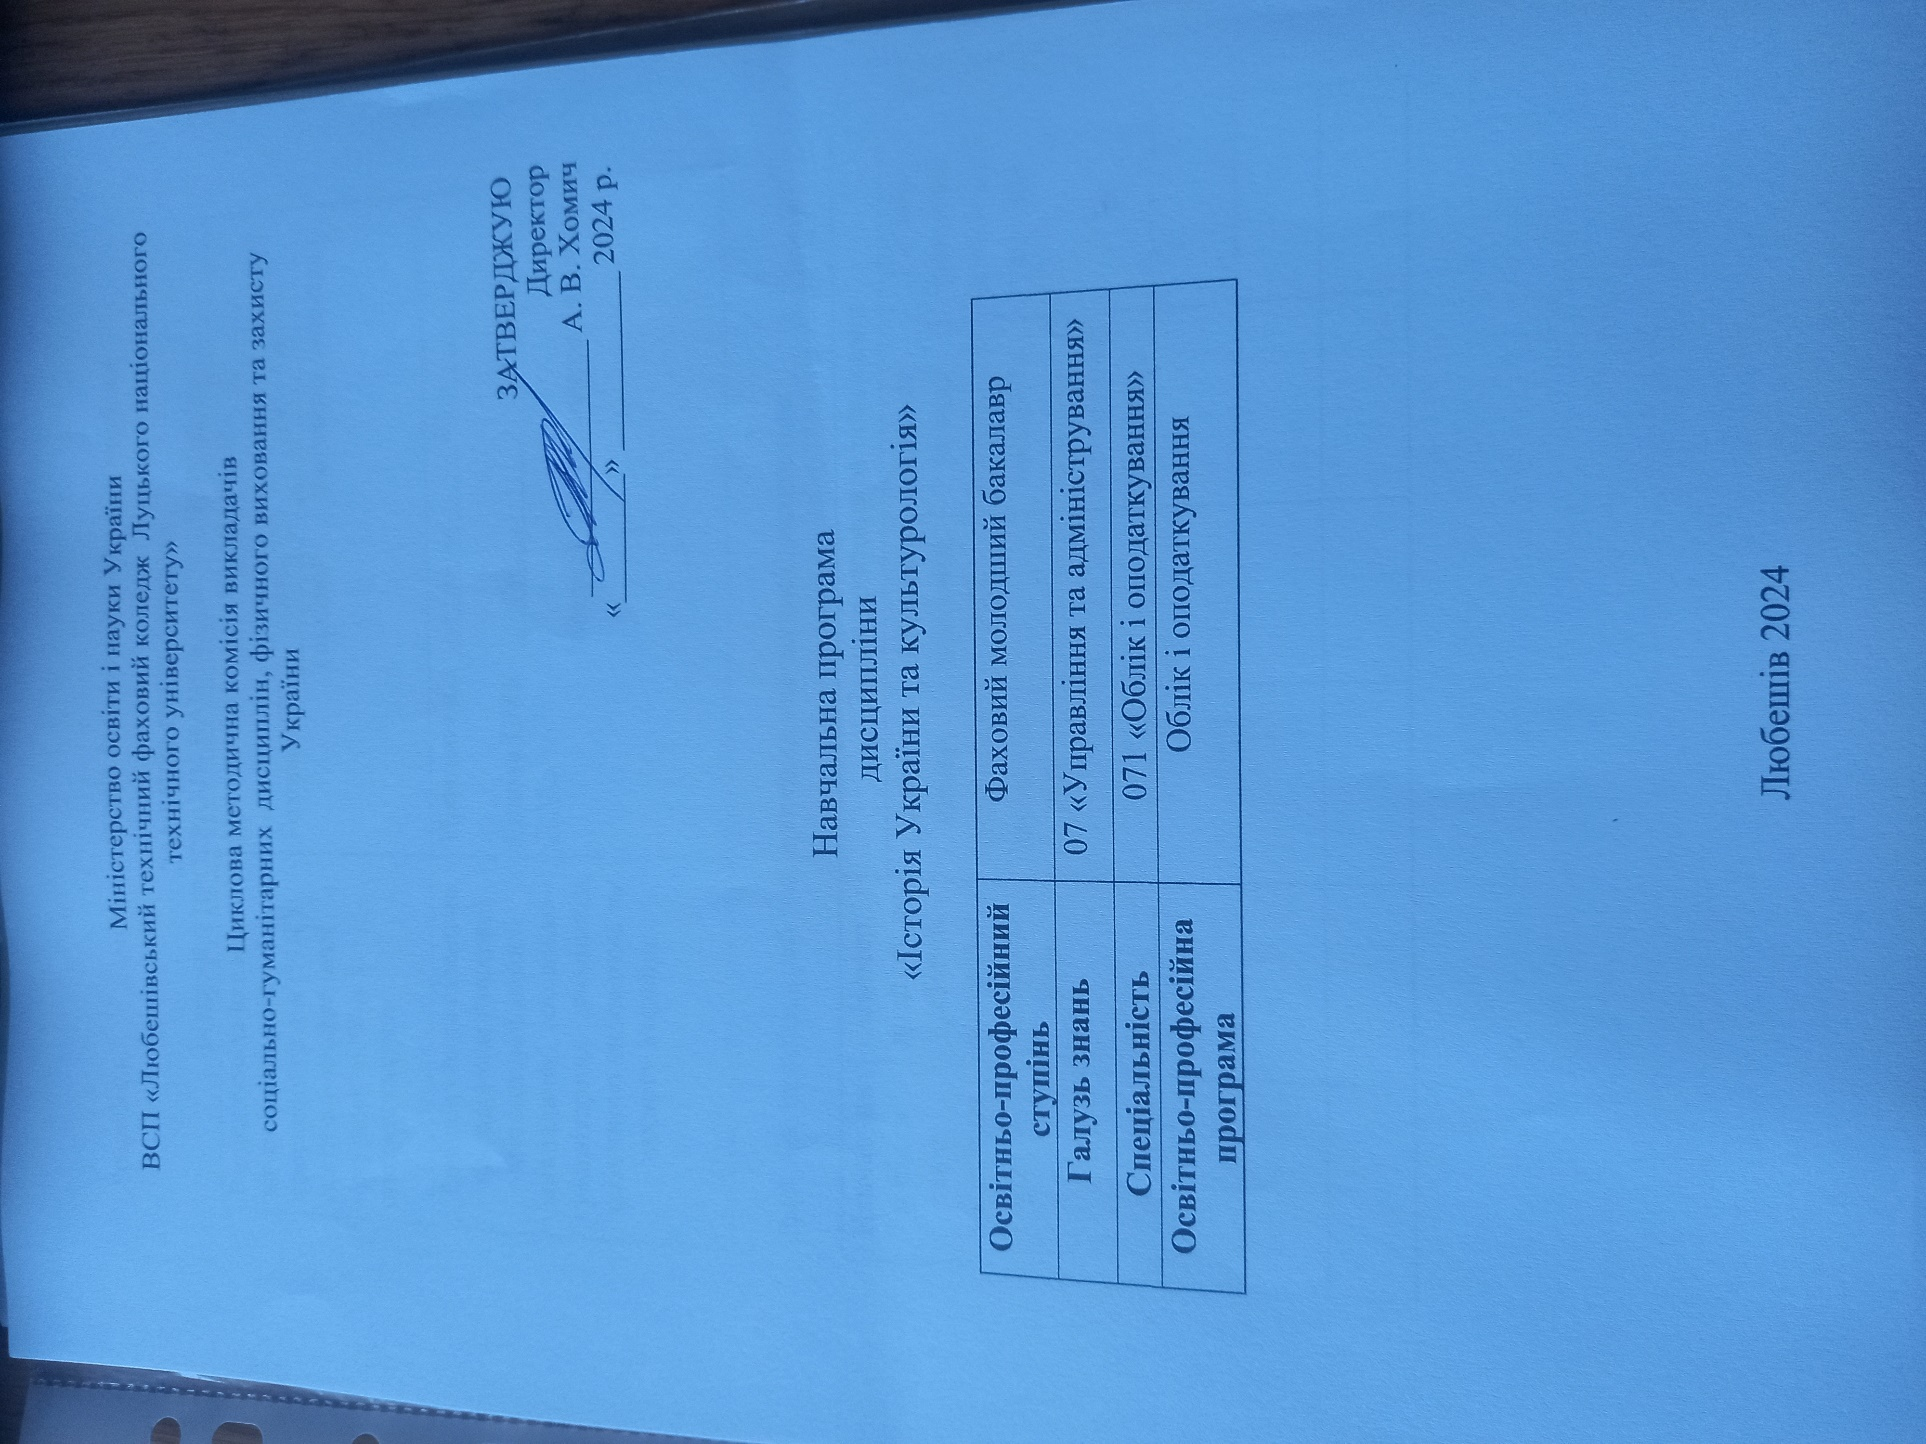 Міністерство освіти і науки України
ВСП «Любешівський технічний фаховий коледж Луцького національного
технічного університету»
Циклова методична комісія викладачів
соціально-гуманітарних дисциплін, фізичного виховання та захисту
України
ЗАТВЕРДЖУЮ
Директор
____________ А. В. Хомич
«______» ____________ 2024 р.
Навчальна програма
дисципліни
«Історія України та культурологія»
Освітньо-професійний Фаховий молодший бакалавр
ступінь
Галузь знань 07 «Управління та адміністрування»
Спеціальність 071 «Облік і оподаткування»
Освітньо-професійна Облік і оподаткування
програма
Любешів 2024